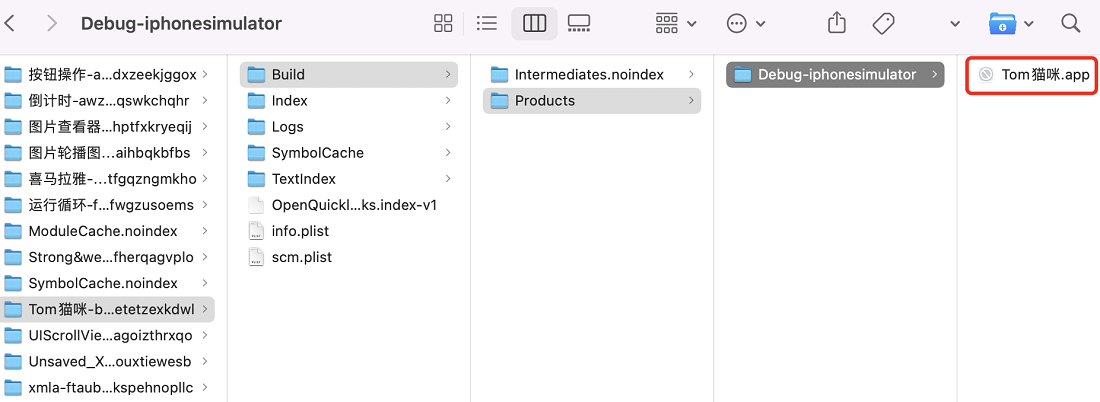 Debug-iphonesimulator
按钮操作-a...dxzeekjggox
倒计时-awz...qswkchqhr
图片查看器...hptfxkryeqij
图片轮播图...aihbqkbfbs
喜马拉雅-...tfgqzngmkho
运行循环-f...fwgzusoems
ModuleCache.noindex
Strong&we...fherqagvplo
SymbolCache.noindex
Tom猫咪-b...etetzexkdwl
UIScrollVie...agoizthrxqo
Unsaved_X...ouxtiewesb
xmla-ftaub...kspehnopllc
Build
Index
Logs
SymbolCache
TextIndex
OpenQuickl...ks.index-v1
info.plist
scm.plist
Intermediates.noindex
Products
Debug-iphonesimulator
Tom猫咪.app